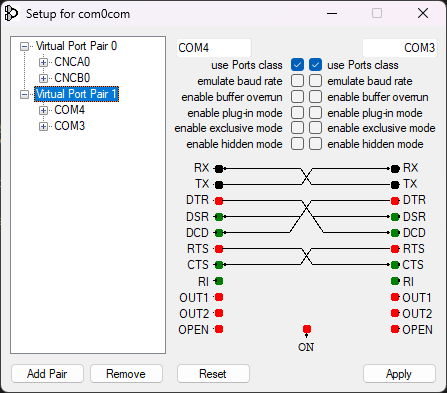 Setup for com0com
Virtual Port Pair 0
CNCA0
CNCB0
Virtual Port Pair 1
COM4
COM3
COM4 COM3
use Ports class use Ports class
emulate baud rate emulate baud rate
enable buffer overrun enable buffer overrun
enable plug-in mode enable plug-in mode
enable exclusive mode enable exclusive mode
enable hidden mode enable hidden mode
RX RX
TX TX
DTR DTR
DSR DSR
DCD DCD
RTS RTS
CTS CTS
RI RI
OUT1 OUT1
OUT2 OUT2
OPEN OPEN
ON
Add Pair Remove Reset Apply